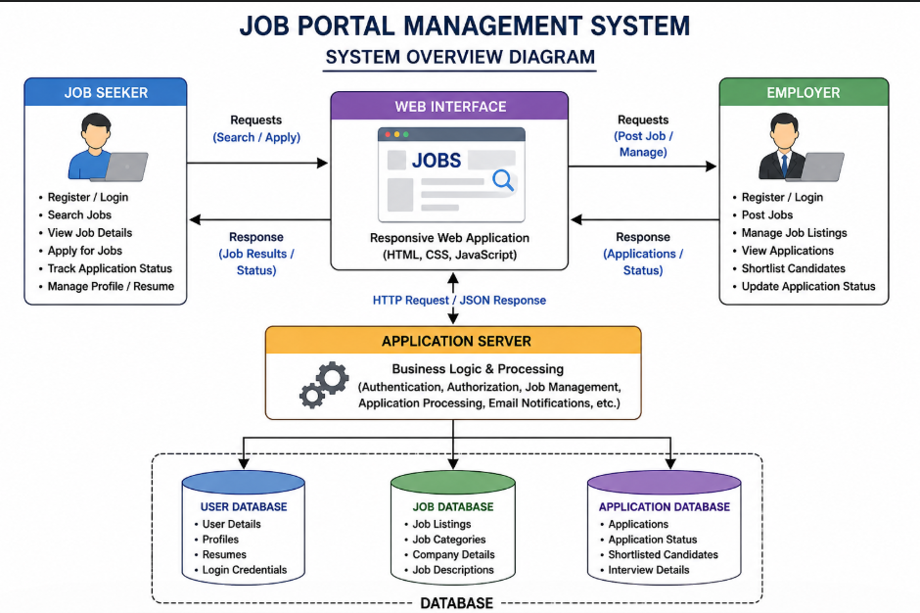 JOB PORTAL MANAGEMENT SYSTEM
SYSTEM OVERVIEW DIAGRAM
JOB SEEKER
• Register / Login
• Search Jobs
• View Job Details
• Apply for Jobs
• Track Application Status
• Manage Profile / Resume
Requests
(Search / Apply)
Response
(Job Results /
Status)
WEB INTERFACE
JOBS
Responsive Web Application
(HTML, CSS, JavaScript)
Requests
(Post Job /
Manage)
Response
(Applications /
Status)
EMPLOYER
• Register / Login
• Post Jobs
• Manage Job Listings
• View Applications
• Shortlist Candidates
• Update Application Status
HTTP Request / JSON Response
APPLICATION SERVER
Business Logic & Processing
(Authentication, Authorization, Job Management,
Application Processing, Email Notifications, etc.)
USER DATABASE
• User Details
• Profiles
• Resumes
• Login Credentials
JOB DATABASE
• Job Listings
• Job Categories
• Company Details
• Job Descriptions
APPLICATION DATABASE
• Applications
• Application Status
• Shortlisted Candidates
• Interview Details
DATABASE